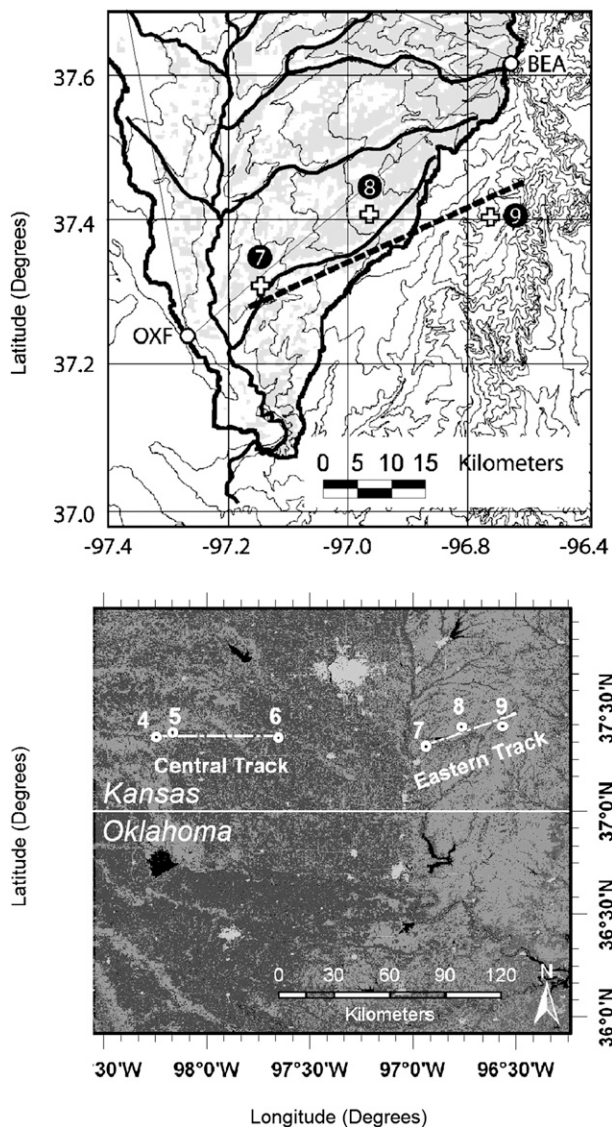 Latitude (Degrees)
37.6
37.4
37.2
37.0
BEA
8
9
7
OXF
0 5 10 15 Kilometers
-97.4 -97.2 -97.0 -96.8 -96.6 -96.4
Latitude (Degrees)
4 5 6
7 8 9
Central Track
Eastern Track
Kansas
Oklahoma
0 30 60 90 120
Kilometers
N
37°30'N
37°0'N
36°30'N
36°0'N
Latitude (Degrees)
30'W 98°0'W 97°30'W 97°0'W 96°30'W
Longitude (Degrees)